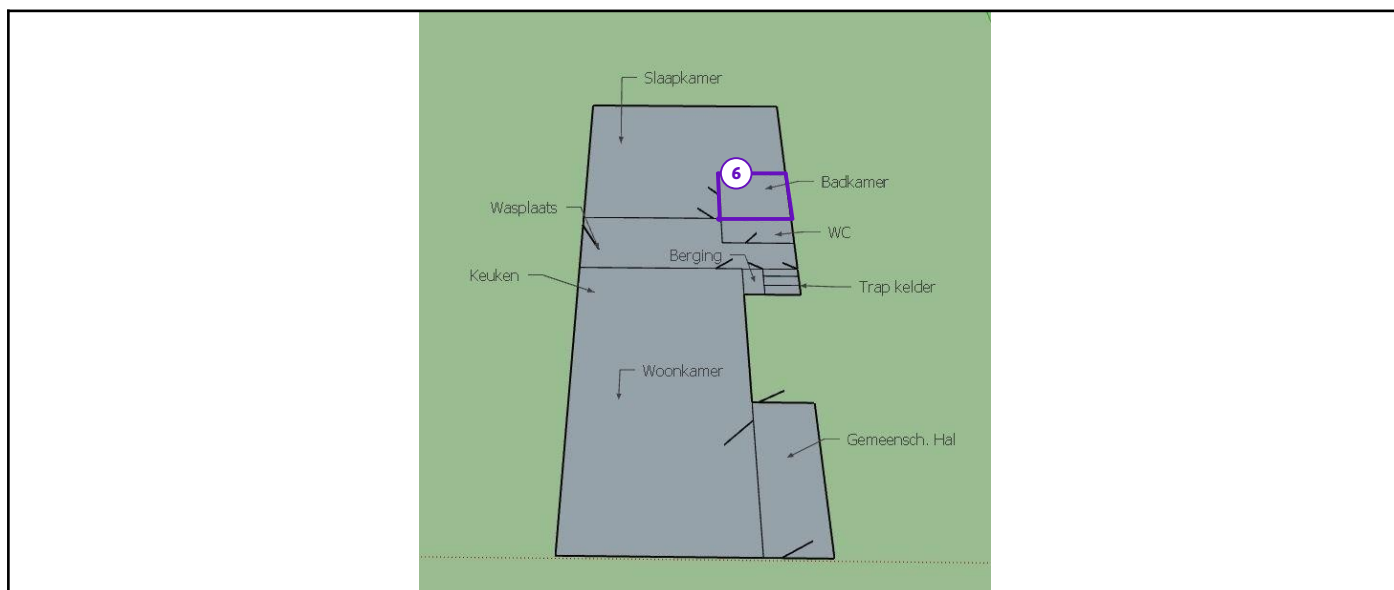 Slaapkamer
6
Badkamer
Wasplaats
WC
Berging
Keuken
Trap kelder
Woonkamer
Gemeensch. Hal